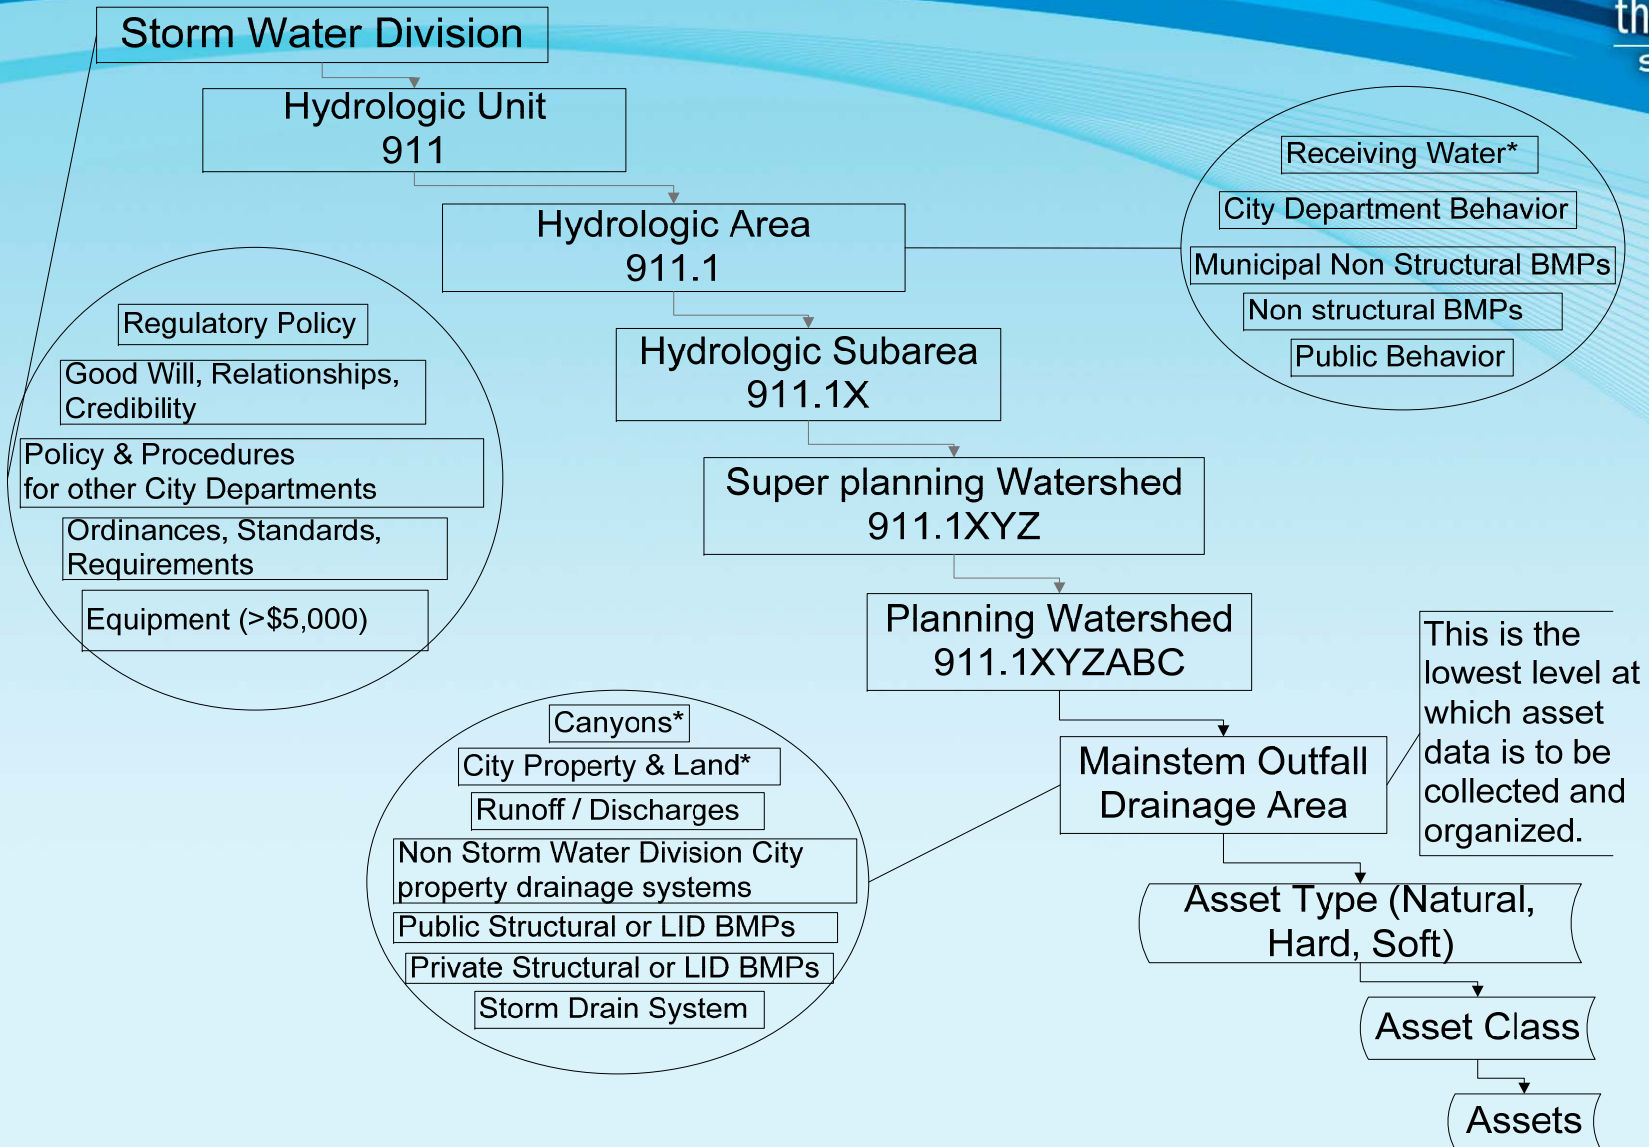 th
s
Storm Water Division
Hydrologic Unit
911
Hydrologic Area
911.1
Receiving Water*
City Department Behavior
Municipal Non Structural BMPs
Non structural BMPs
Public Behavior
Hydrologic Subarea
911.1X
Regulatory Policy
Good Will, Relationships,
Credibility
Policy & Procedures
for other City Departments
Ordinances, Standards,
Requirements
Equipment (>$5,000)
Super planning Watershed
911.1XYZ
Planning Watershed
911.1XYZABC
This is the
lowest level at
which asset
data is to be
collected and
organized.
Mainstem Outfall
Drainage Area
Canyons*
City Property & Land*
Runoff / Discharges
Non Storm Water Division City
property drainage systems
Public Structural or LID BMPs
Private Structural or LID BMPs
Storm Drain System
Asset Type (Natural,
Hard, Soft)
Asset Class
Assets